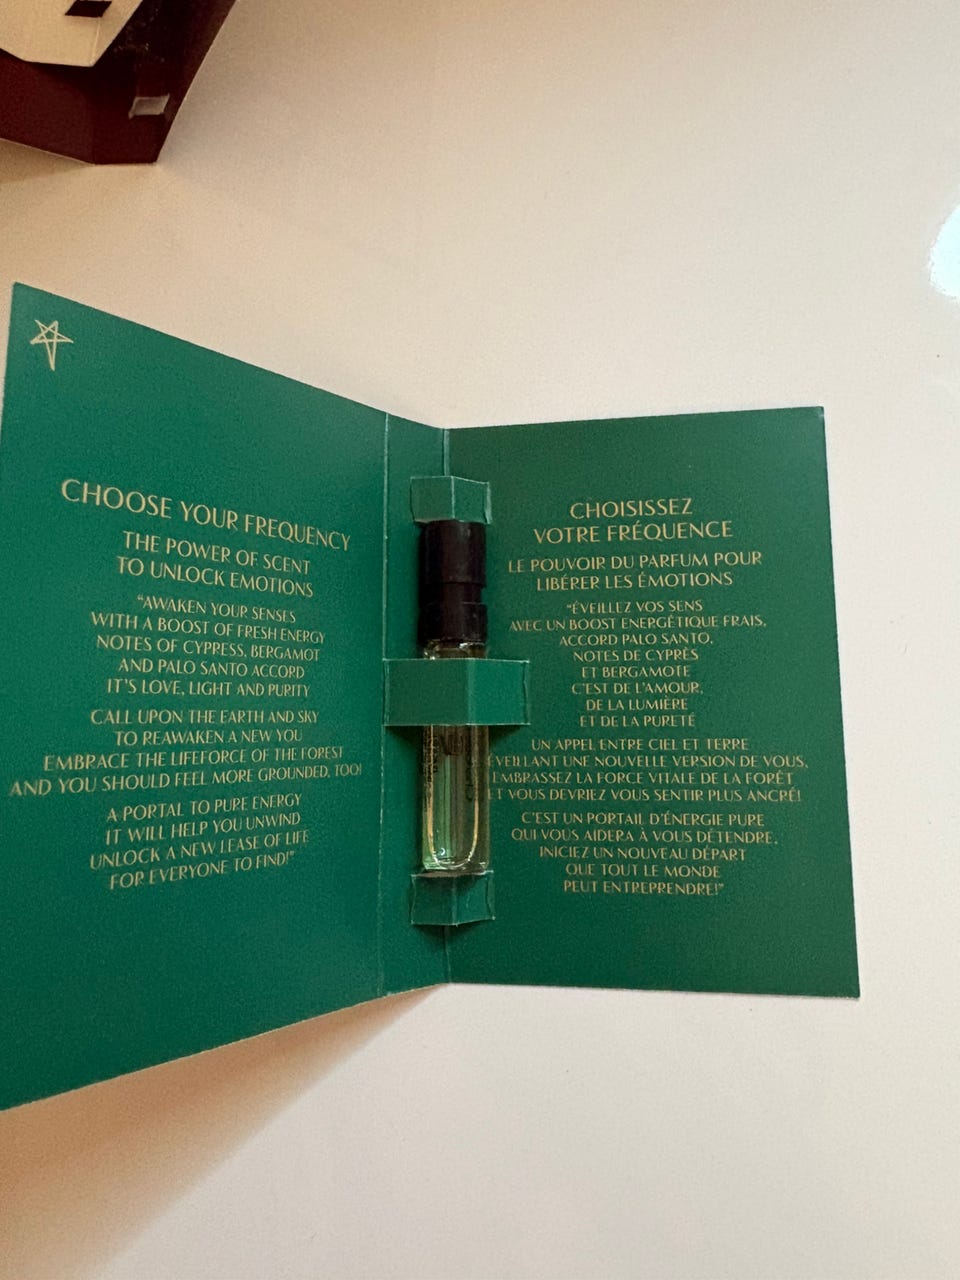 CHOOSE YOUR FREQUENCY
THE POWER OF SCENT
TO UNLOCK EMOTIONS
“AWAKEN YOUR SENSES
WITH A BOOST OF FRESH ENERGY
NOTES OF CYPRESS, BERGAMOT
AND PALO SANTO ACCORD
IT'S LOVE, LIGHT AND PURITY
CALL UPON THE EARTH AND SKY
TO REAWAKEN A NEW YOU
EMBRACE THE LIFEFORCE OF THE FOREST
AND YOU SHOULD FEEL MORE GROUNDED, TOO!
A PORTAL TO PURE ENERGY
IT WILL HELP YOU UNWIND
UNLOCK A NEW LEASE OF LIFE
FOR EVERYONE TO FIND!”
CHOISISSEZ
VOTRE FRÉQUENCE
LE POUVOIR DU PARFUM POUR
LIBÉRER LES ÉMOTIONS
“ÉVEILLEZ VOS SENS
AVEC UN BOOST ENERGÉTIQUE FRAIS,
ACCORD PALO SANTO,
NOTES DE CYPRÈS
ET BERGAMOTE
C'EST DE L'AMOUR,
DE LA LUMIÈRE
ET DE LA PURETÉ
UN APPEL ENTRE CIEL ET TERRE
ÉVEILLANT UNE NOUVELLE VERSION DE VOUS,
EMBRASSEZ LA FORCE VITALE DE LA FORÊT
ET VOUS DEVRIEZ VOUS SENTIR PLUS ANCRÉ!
C'EST UN PORTAIL D'ÉNERGIE PURE
QUI VOUS AIDERA À VOUS DÉTENDRE,
INICIEZ UN NOUVEAU DÉPART
QUE TOUT LE MONDE
PEUT ENTREPRENDRE!”